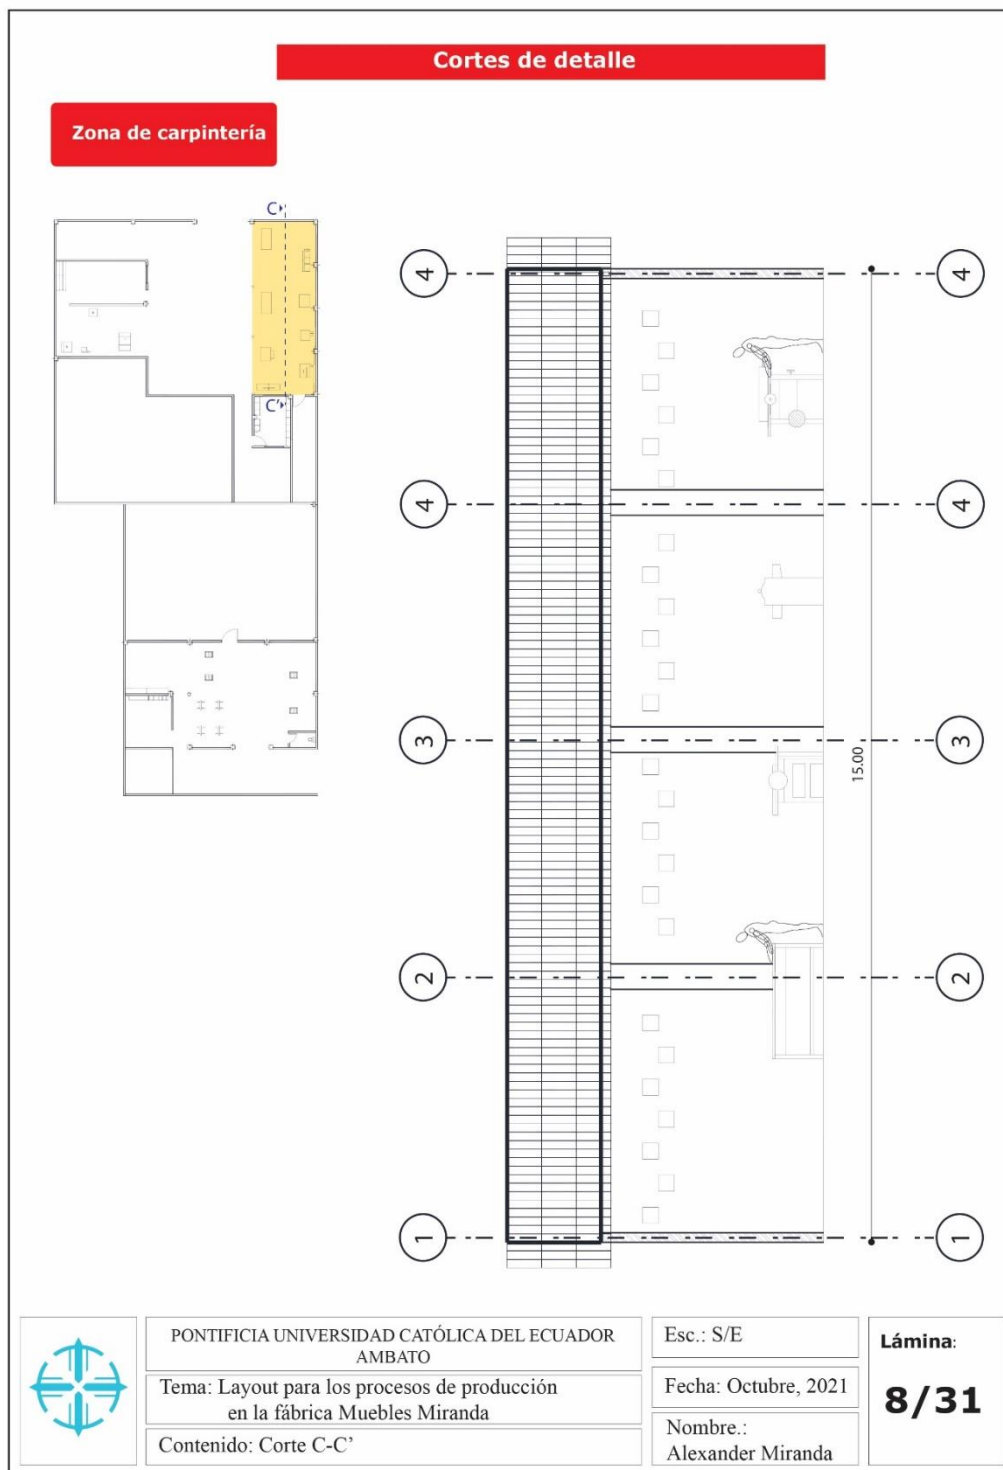 Cortes de detalle
Zona de carpintería
C
C'
4 4
4 4
3 3
15.00
2 2
1 1
PONTIFICIA UNIVERSIDAD CATÓLICA DEL ECUADOR
AMBATO
Tema: Layout para los procesos de producción
en la fábrica Muebles Miranda
Contenido: Corte C-C’
Esc.: S/E
Fecha: Octubre, 2021
Nombre.:
Alexander Miranda
Lámina:
8/31